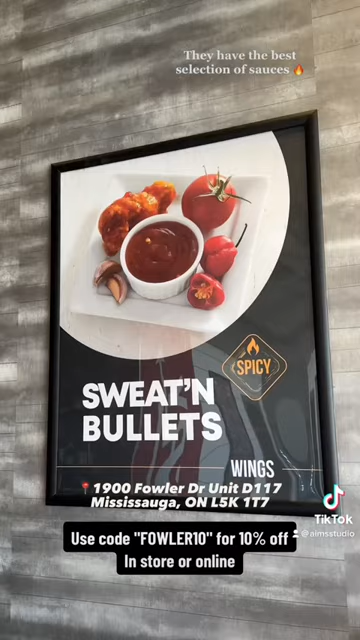 They have the best
selection of sauces 🔥
SPICY
SWEAT'N
BULLETS
WINGS
📍1900 Fowler Dr Unit D117
Mississauga, ON L5K 1T7
Use code "FOWLER10" for 10% off
In store or online
TikTok
@aimsstudio